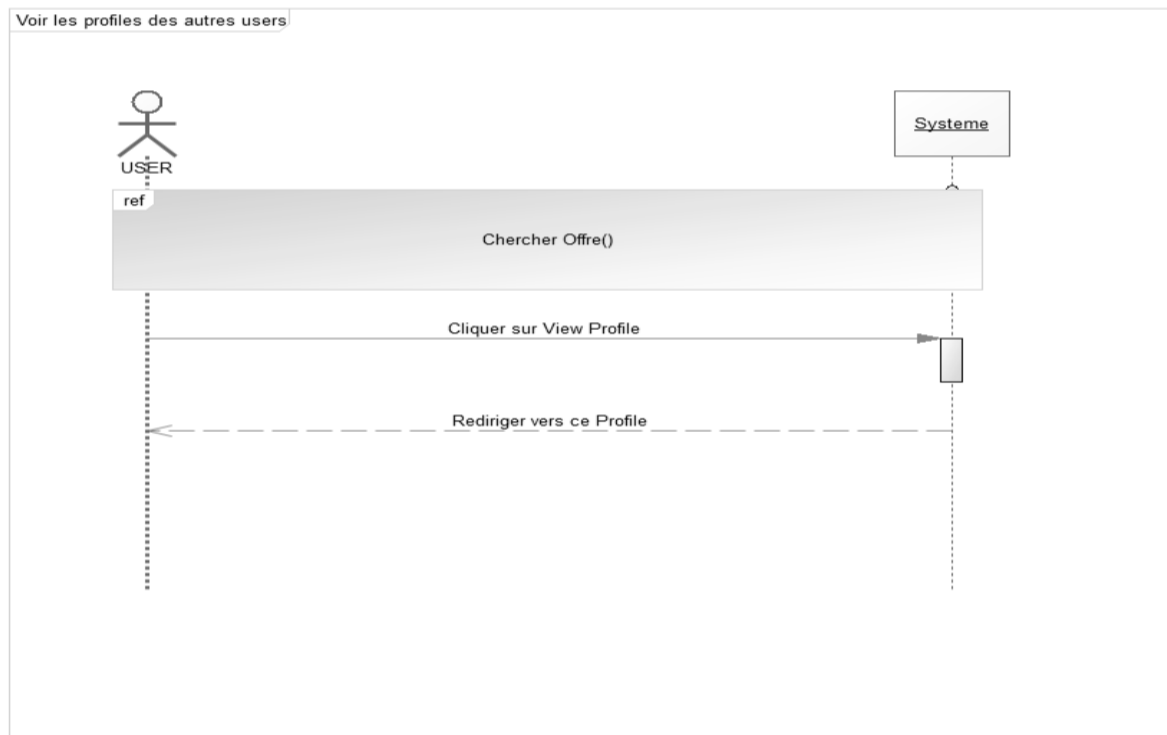 Voir les profiles des autres users
USER
Systeme
ref
Chercher Offre()
Cliquer sur View Profile
Rediriger vers ce Profile